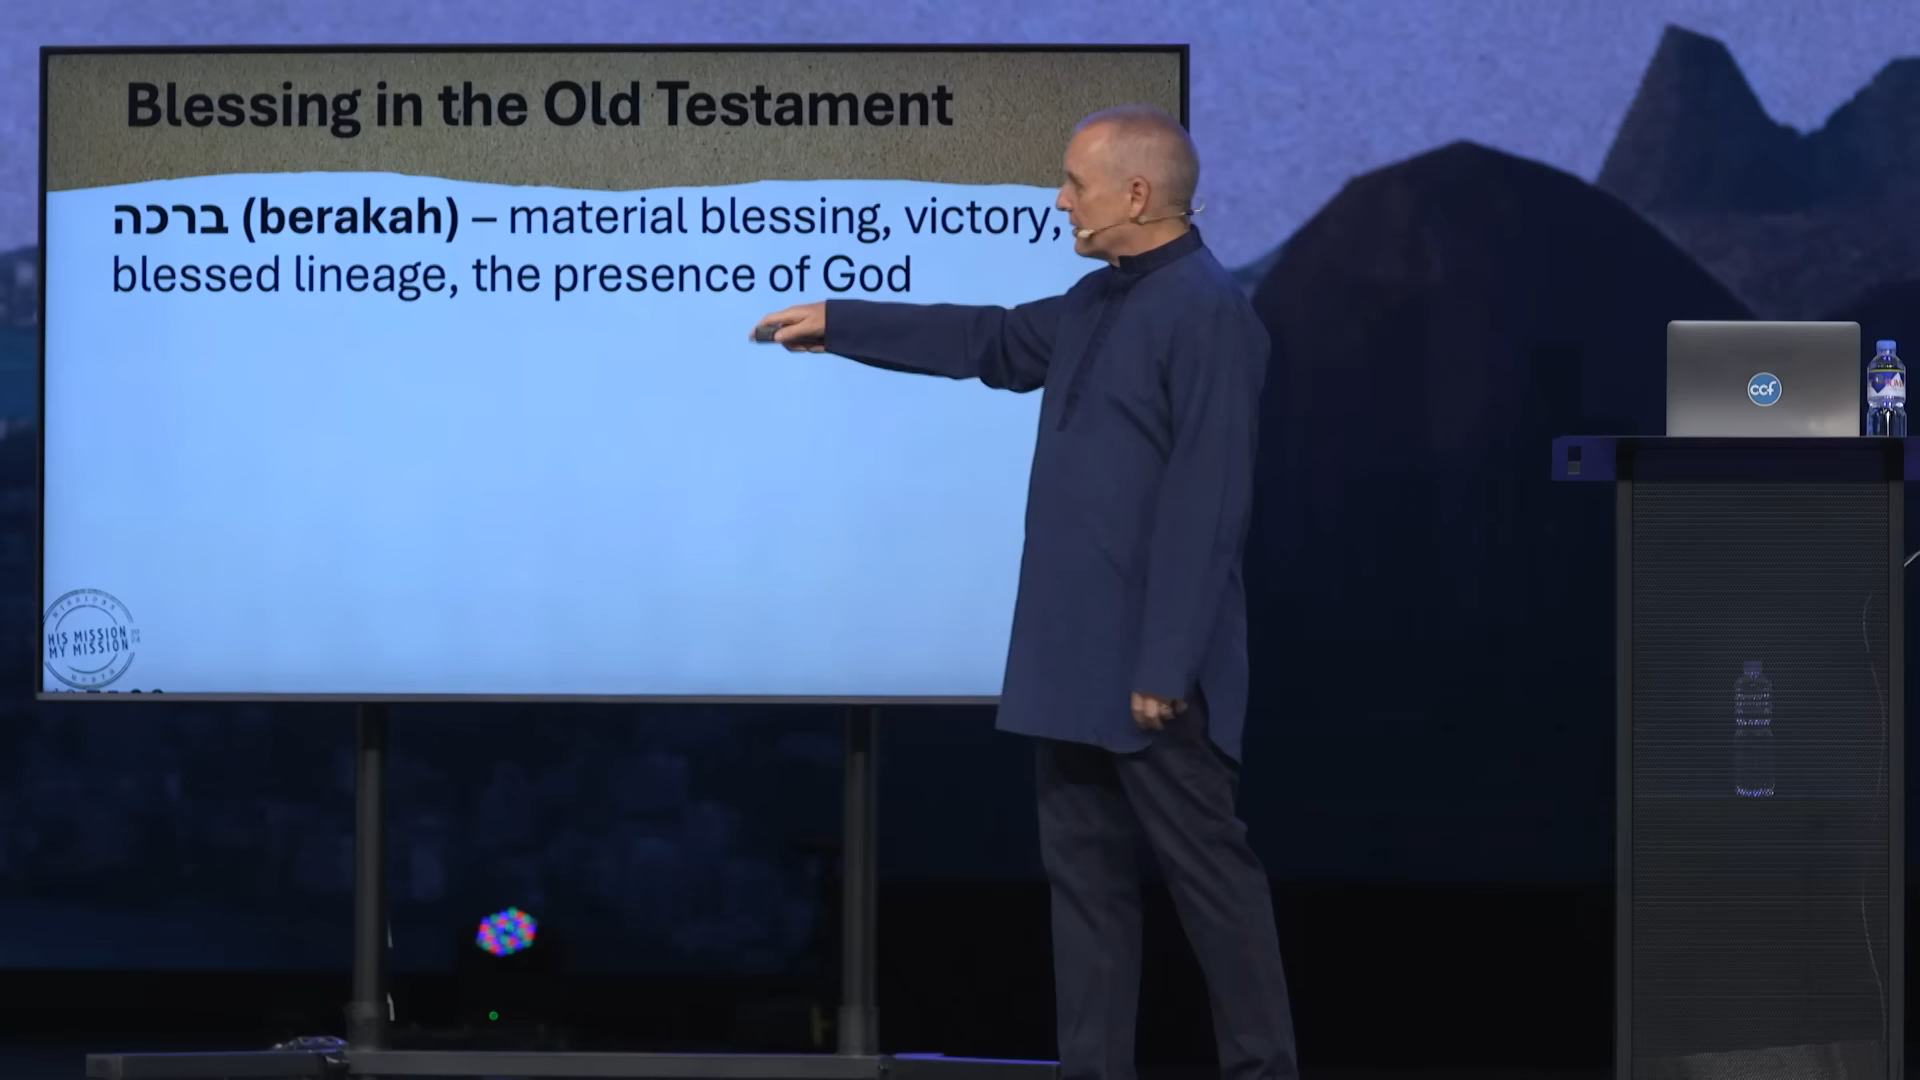 Blessing in the Old Testament
ברכה (berakah) – material blessing, victory,
blessed lineage, the presence of God
HIS MISSION
MY MISSION
ccf